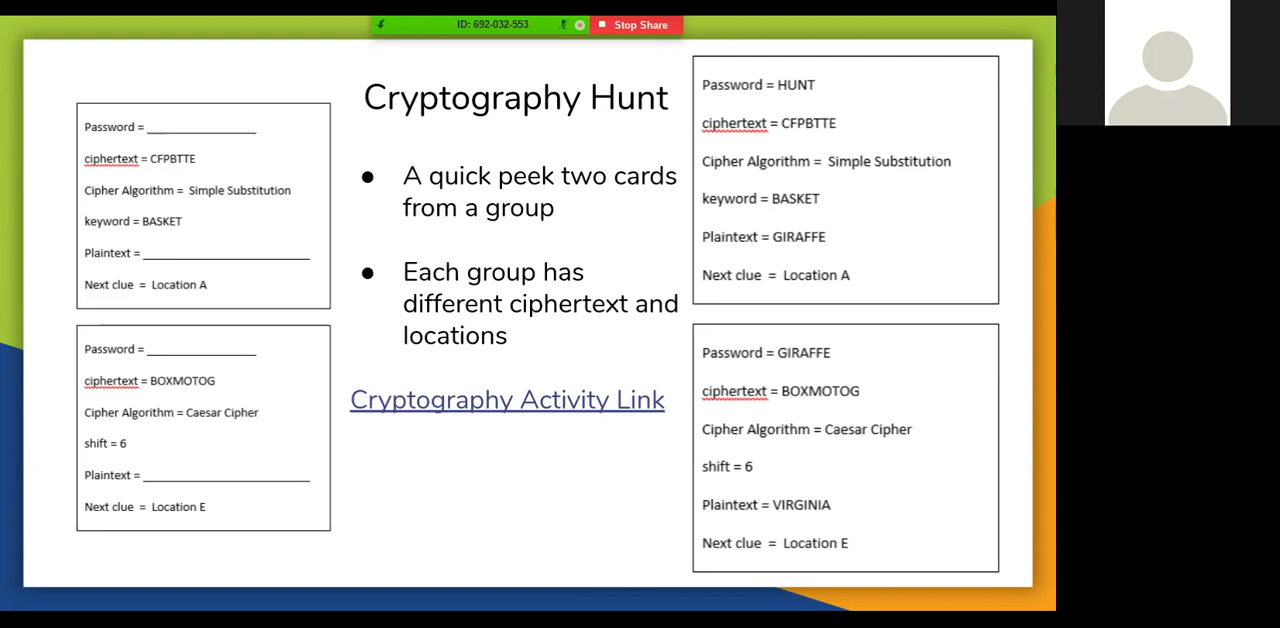 ID: 692-032-553
Stop Share
Password = ____________________
ciphertext = CFPBTTE
Cipher Algorithm = Simple Substitution
keyword = BASKET
Plaintext = ______________________________
Next clue = Location A
Password = ____________________
ciphertext = BOXMOTOG
Cipher Algorithm = Caesar Cipher
shift = 6
Plaintext = ______________________________
Next clue = Location E
Cryptography Hunt
● A quick peek two cards
from a group
● Each group has
different ciphertext and
locations
Cryptography Activity Link
Password = HUNT
ciphertext = CFPBTTE
Cipher Algorithm = Simple Substitution
keyword = BASKET
Plaintext = GIRAFFE
Next clue = Location A
Password = GIRAFFE
ciphertext = BOXMOTOG
Cipher Algorithm = Caesar Cipher
shift = 6
Plaintext = VIRGINIA
Next clue = Location E